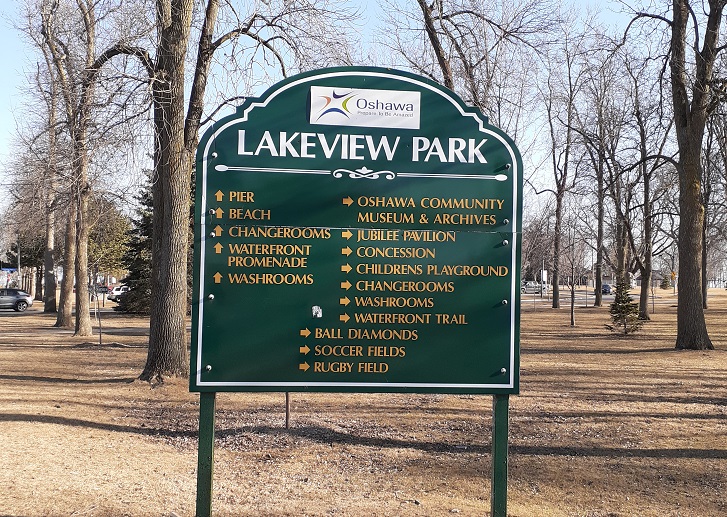 Oshawa
Prepare To Be Amazed
LAKEVIEW PARK
PIER
BEACH
CHANGEROOMS
WATERFRONT
PROMENADE
WASHROOMS
OSHAWA COMMUNITY
MUSEUM & ARCHIVES
JUBILEE PAVILION
CONCESSION
CHILDRENS PLAYGROUND
CHANGEROOMS
WASHROOMS
WATERFRONT TRAIL
BALL DIAMONDS
SOCCER FIELDS
RUGBY FIELD